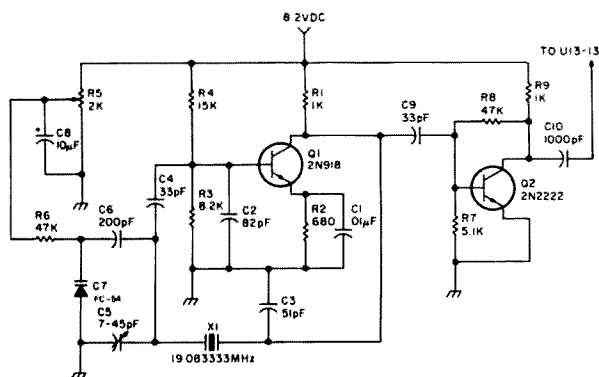 8.2VDC
TO U13-13
R5
2K
C8
+
10µF
R4
15K
R1
1K
C9
33pF
R8
47K
R9
1K
C10
1000pF
Q1
2N918
Q2
2N2222
C4
33pF
R3
8.2K
C2
82pF
R2
680
C1
.01µF
R7
5.1K
R6
47K
C6
200pF
C7
C5
7-45pF
C3
51pF
X1
19.083333MHz